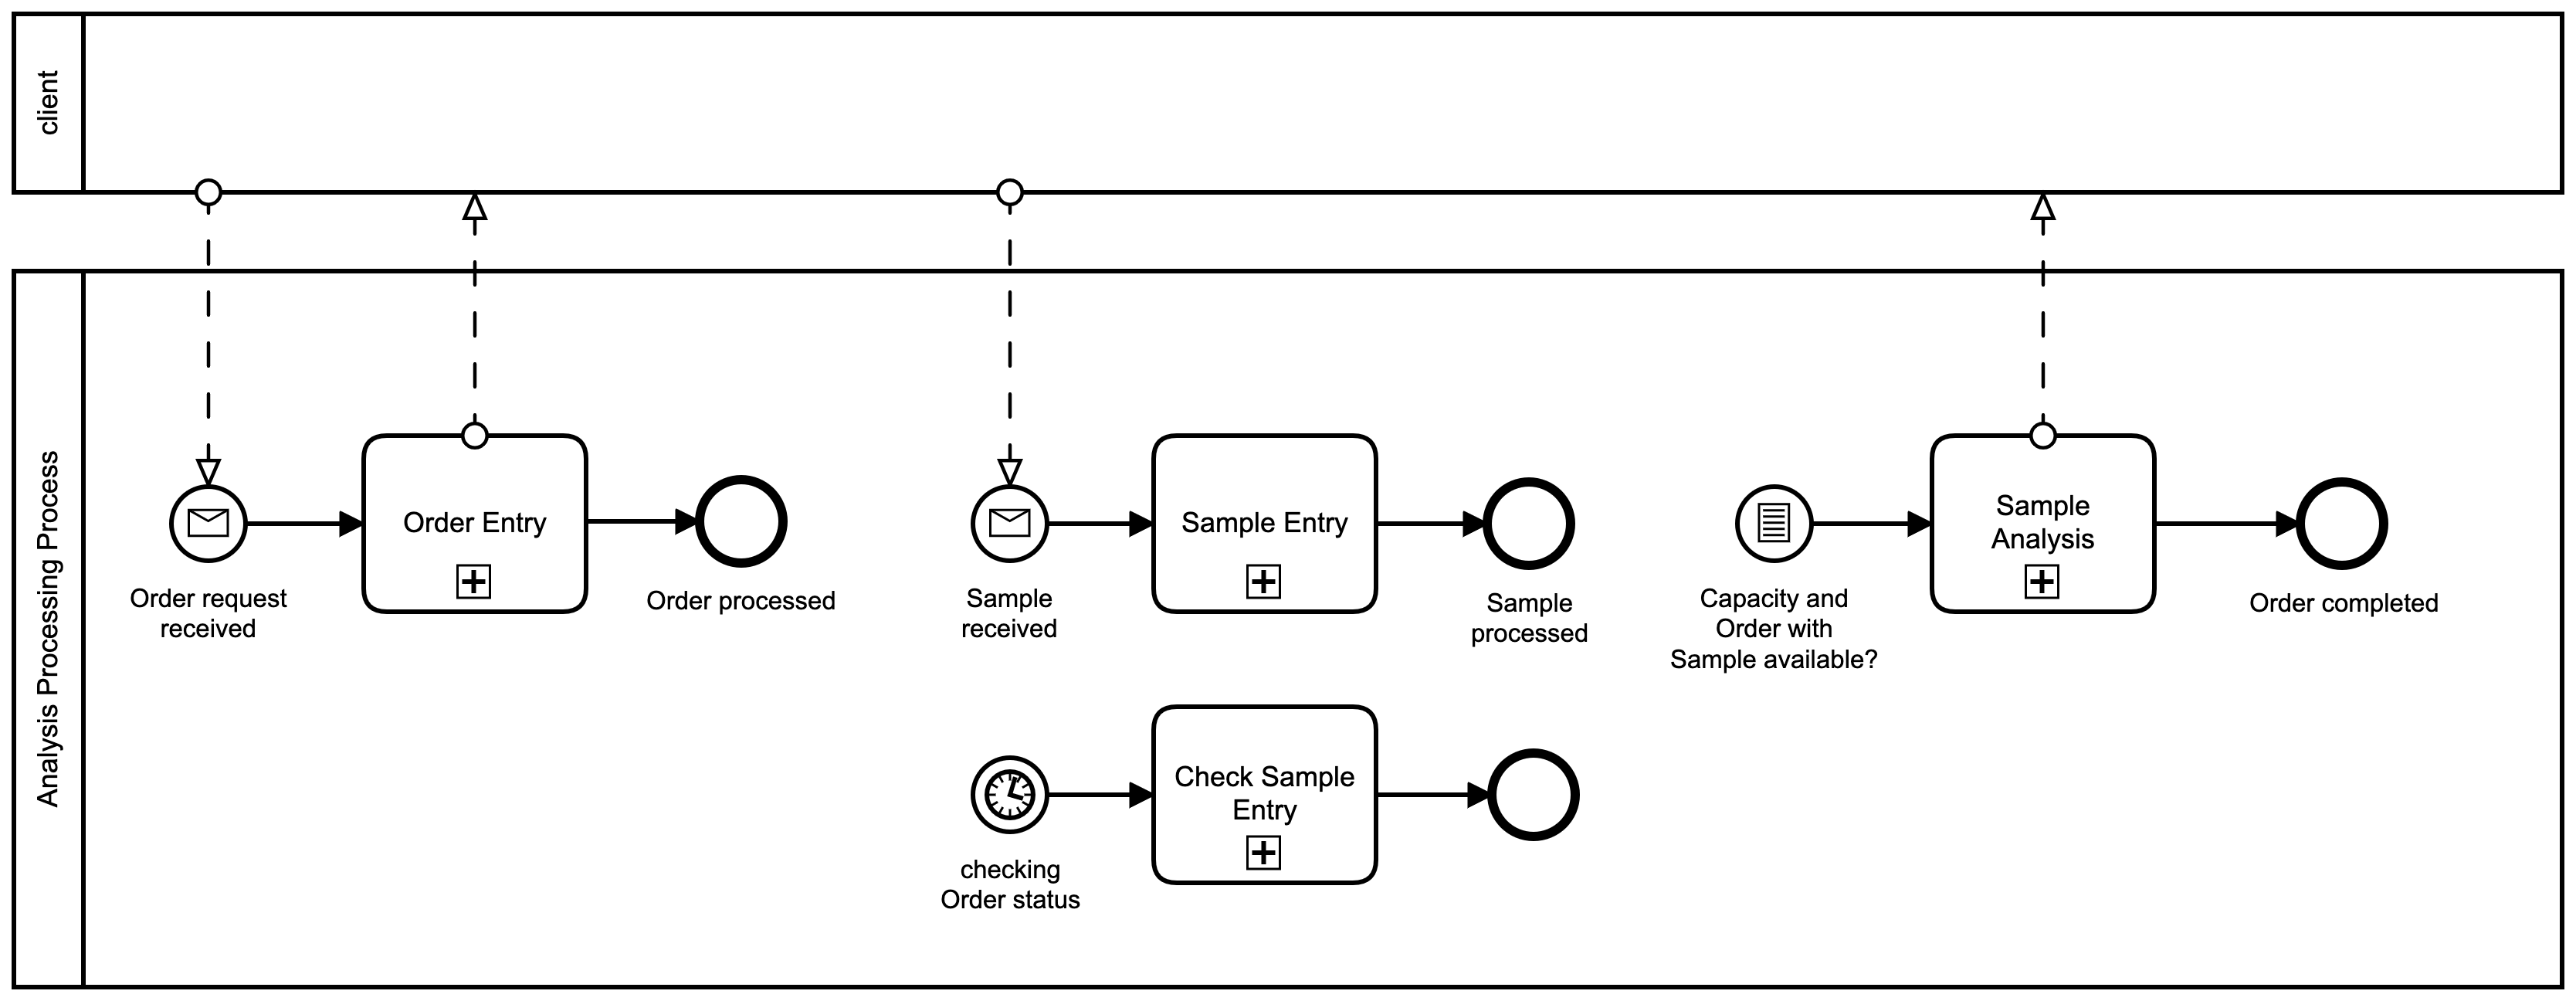 client
Analysis Processing Process
Order Entry
Order request
received
Order processed
Sample Entry
Sample
received
Sample
processed
Sample
Analysis
Capacity and
Order with
Sample available?
Order completed
Check Sample
Entry
checking
Order status